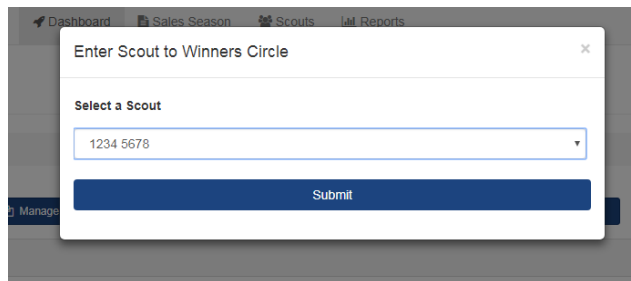 Dashboard Sales Season Scouts Reports
Enter Scout to Winners Circle ×
Select a Scout
1234 5678
Submit
Manage